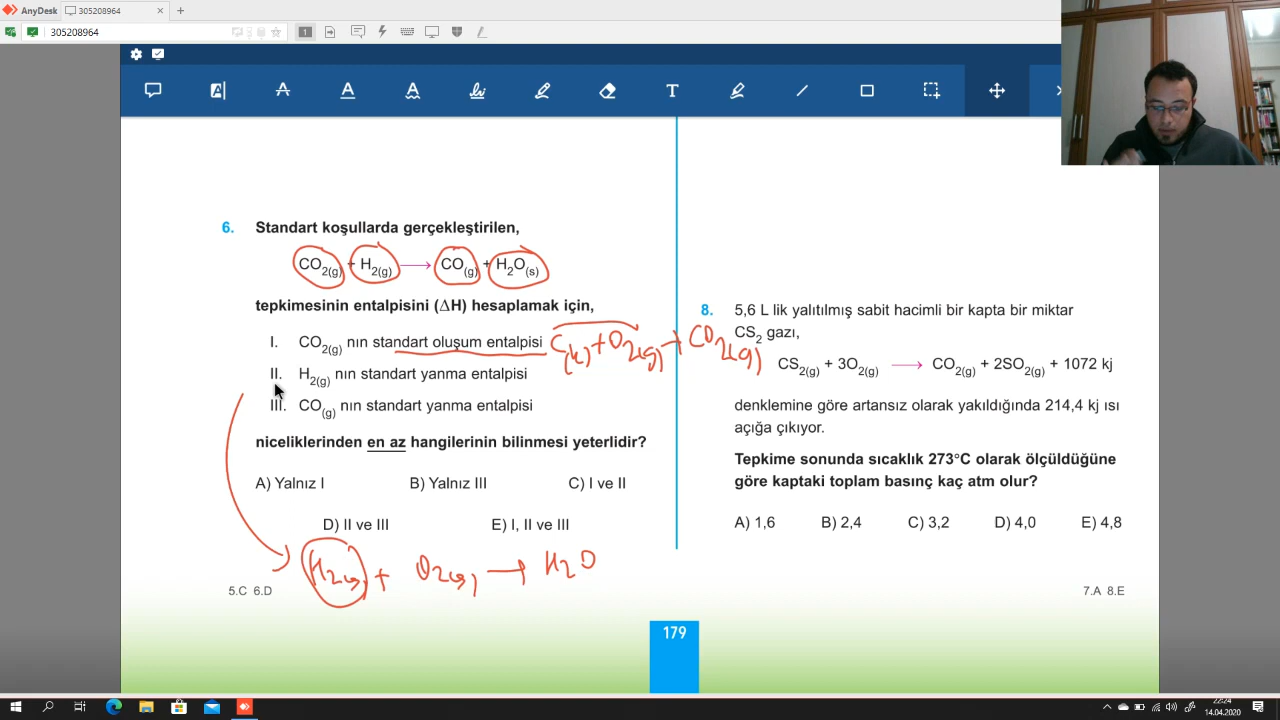 AnyDesk
305208964
305208964
1
T
6. Standart koşullarda gerçekleştirilen,
CO2(g) + H2(g) → CO(g) + H2O(s)
tepkimesinin entalpisini (ΔH) hesaplamak için,
I. CO2(g) nın standart oluşum entalpisi
C(k) + O2(g) → CO2(g)
II. H2(g) nın standart yanma entalpisi
III. CO(g) nın standart yanma entalpisi
niceliklerinden en az hangilerinin bilinmesi yeterlidir?
A) Yalnız I B) Yalnız III C) I ve II
D) II ve III E) I, II ve III
H2(g) + O2(g) → H2O
5.C 6.D
8. 5,6 L lik yalıtılmış sabit hacimli bir kapta bir miktar
CS2 gazı,
CS2(g) + 3O2(g) → CO2(g) + 2SO2(g) + 1072 kj
denklemine göre artansız olarak yakıldığında 214,4 kj ısı
açığa çıkıyor.
Tepkime sonunda sıcaklık 273°C olarak ölçüldüğüne
göre kaptaki toplam basınç kaç atm olur?
A) 1,6 B) 2,4 C) 3,2 D) 4,0 E) 4,8
7.A 8.E
179
22:24
14.04.2020